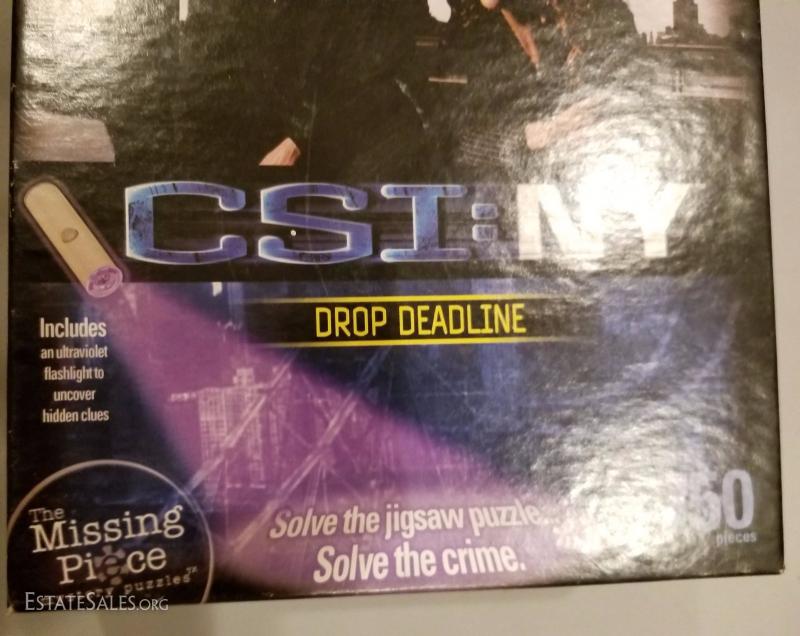 CSI: NY
DROP DEADLINE
Includes
an ultraviolet
flashlight to
uncover
hidden clues
The
Missing
Piece
puzzles™
Solve the jigsaw puzzle...
Solve the crime.
pieces
ESTATESALES.ORG